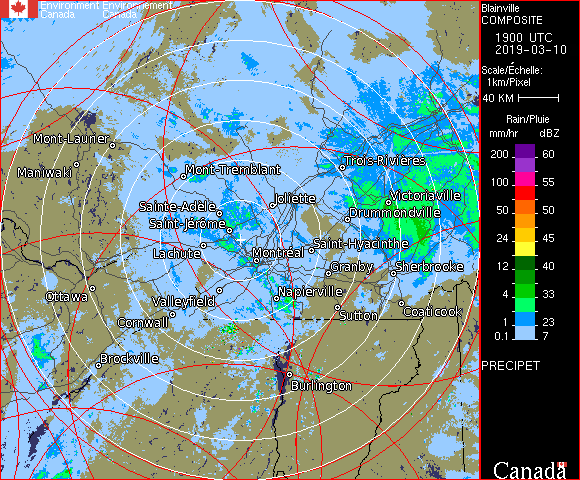 Environment Environnement
Canada Canada
Blainville
COMPOSITE
1900 UTC
2019-03-10
Scale/Échelle:
1km/Pixel
40 KM
Rain/Pluie
mm/hr dBZ
200 60
100 55
50 50
24 45
12 40
4 33
1 23
0.1 7
PRECIPET
Canada
Mont-Laurier
Maniwaki
Mont-Tremblant
Trois-Rivières
Sainte-Adèle
Joliette
Victoriaville
Drummondville
Saint-Jérôme
Lachute
Montréal
Saint-Hyacinthe
Granby
Sherbrooke
Ottawa
Valleyfield
Napierville
Cornwall
Sutton
Coaticook
Brockville
Burlington